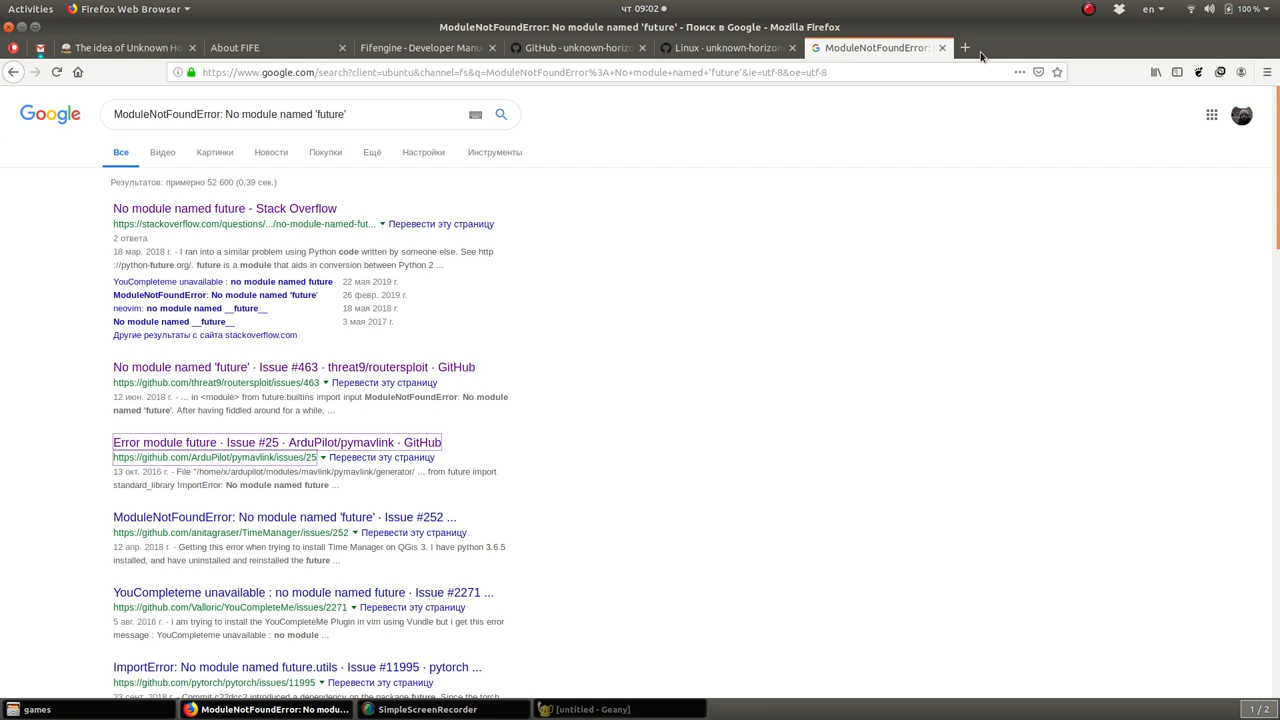 Activities
Firefox Web Browser
ЧТ 09:02
en
100 %
ModuleNotFoundError: No module named 'future' - Поиск в Google - Mozilla Firefox
The idea of Unknown Ho
About FIFE
Fifengine - Developer Manua
GitHub - unknown-horizo
Linux - unknown-horizon
ModuleNotFoundError:
https://www.google.com/search?client=ubuntu&channel=fs&q=ModuleNotFoundError%3A+No+module+named+'future'&ie=utf-8&oe=utf-8
Google
ModuleNotFoundError: No module named 'future'
Все
Видео
Картинки
Новости
Покупки
Ещё
Настройки
Инструменты
Результатов: примерно 52 600 (0,39 сек.)
No module named future - Stack Overflow
https://stackoverflow.com/questions/.../no-module-named-fut... Перевести эту страницу
2 ответа
18 мар. 2018 г. - I ran into a similar problem using Python code written by someone else. See http
://python-future.org/. future is a module that aids in conversion between Python 2 ...
YouCompleteme unavailable : no module named future 22 мая 2019 г.
ModuleNotFoundError: No module named 'future' 26 февр. 2019 г.
neovim: no module named __future__ 18 мая 2018 г.
No module named __future__ 3 мая 2017 г.
Другие результаты с сайта stackoverflow.com
No module named 'future' · Issue #463 · threat9/routersploit · GitHub
https://github.com/threat9/routersploit/issues/463 Перевести эту страницу
12 июн. 2018 г. - ... in <module> from future.builtins import input ModuleNotFoundError: No module
named 'future'. After having fiddled around for a while, ...
Error module future · Issue #25 · ArduPilot/pymavlink · GitHub
https://github.com/ArduPilot/pymavlink/issues/25 Перевести эту страницу
13 окт. 2016 г. - File "/home/x/ardupilot/modules/mavlink/pymavlink/generator/ ... from future import
standard_library ImportError: No module named future ...
ModuleNotFoundError: No module named 'future' · Issue #252 ...
https://github.com/anitagraser/TimeManager/issues/252 Перевести эту страницу
12 апр. 2018 г. - Getting this error when trying to install Time Manager on QGis 3. I have python 3.6.5
installed, and have uninstalled and reinstalled the future ...
YouCompleteme unavailable : no module named future · Issue #2271 ...
https://github.com/Valloric/YouCompleteMe/issues/2271 Перевести эту страницу
5 авг. 2016 г. - i am trying to install the YouCompleteMe Plugin in vim using Vundle but i get this error
message : YouCompleteme unavailable : no module ...
ImportError: No module named future.utils · Issue #11995 · pytorch ...
https://github.com/pytorch/pytorch/issues/11995 Перевести эту страницу
23 сент. 2018 г. - Commit c22dcc2 introduced a dependency on the package future. Since the torch
games
ModuleNotFoundError: No modu...
SimpleScreenRecorder
[untitled - Geany]
1 / 2